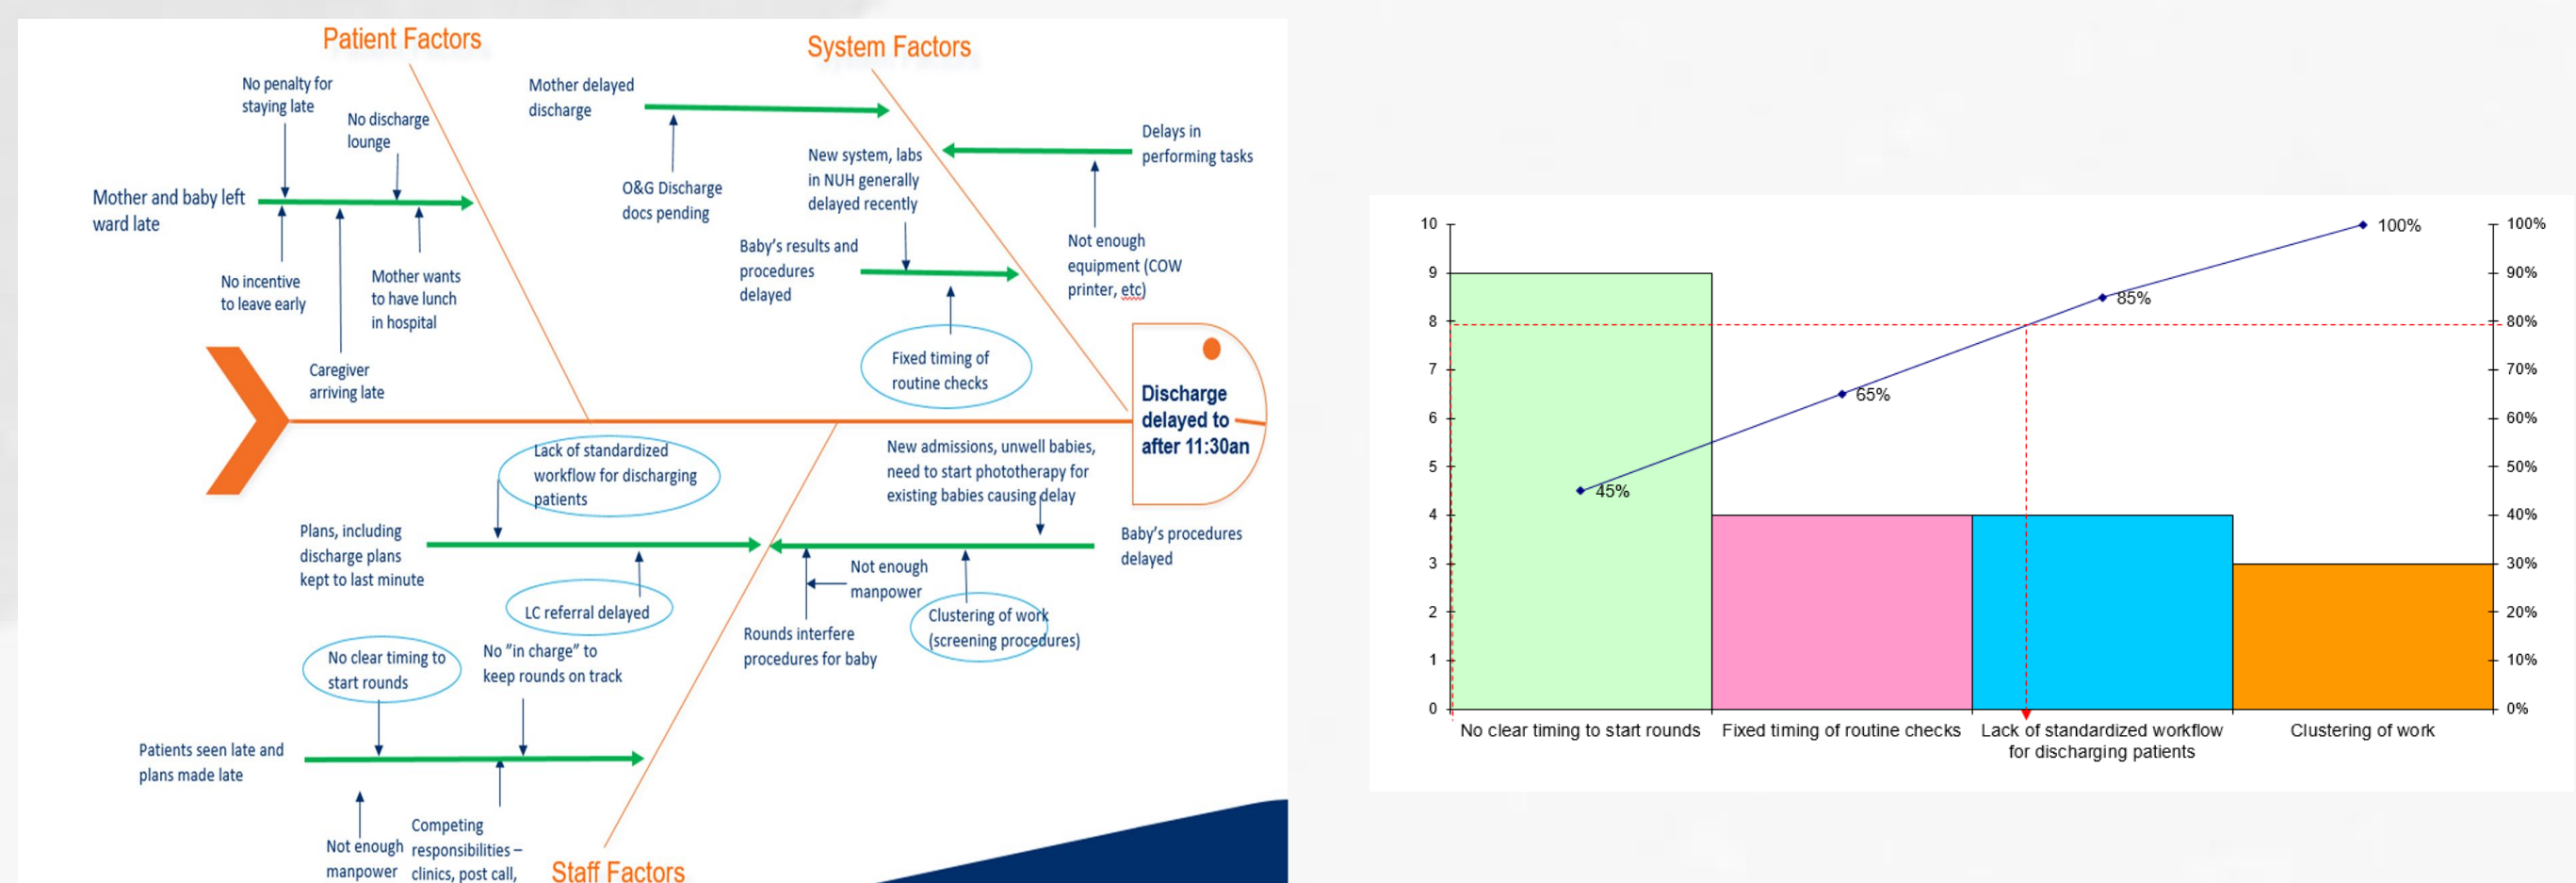 Patient Factors
System Factors
No penalty for
staying late
No discharge
lounge
Mother and baby left
ward late
No incentive
to leave early
Mother wants
to have lunch
in hospital
Caregiver
arriving late
Mother delayed
discharge
O&G Discharge
docs pending
New system, labs
in NUH generally
delayed recently
Delays in
performing tasks
Baby's results and
procedures
delayed
Not enough
equipment (COW
printer, etc)
Fixed timing of
routine checks
Discharge
delayed to
after 11:30an
Lack of standardized
workflow for discharging
patients
New admissions, unwell babies,
need to start phototherapy for
existing babies causing delay
Plans, including
discharge plans
kept to last minute
Baby's procedures
delayed
Not enough
manpower
LC referral delayed
Clustering of work
(screening procedures)
Rounds interfere
procedures for baby
No clear timing to
start rounds
No "in charge" to
keep rounds on track
Patients seen late and
plans made late
Not enough
manpower
Competing
responsibilities –
clinics, post call,
Staff Factors
10
9
8
7
6
5
4
3
2
1
0
45%
65%
85%
100%
100%
90%
80%
70%
60%
50%
40%
30%
20%
10%
0%
No clear timing to start rounds
Fixed timing of routine checks
Lack of standardized workflow
for discharging patients
Clustering of work